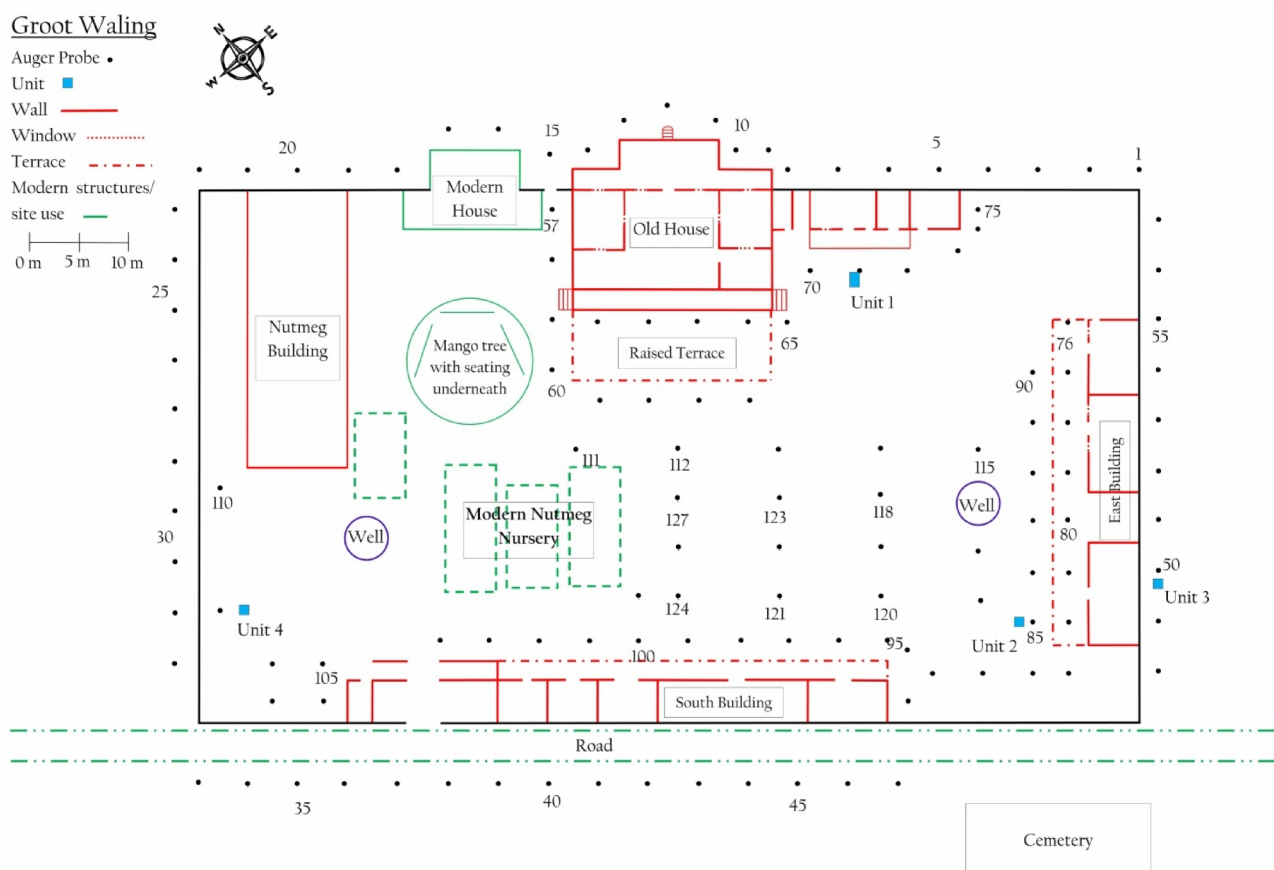 Groot Waling
Auger Probe
Unit
Wall
Window
Terrace
Modern structures/
site use
0 m 5 m 10 m
N
E
W
S
20
15
10
5
1
Modern
House
57
Old House
75
25
Nutmeg
Building
Mango tree
with seating
underneath
60
Raised Terrace
65
70
Unit 1
76
55
90
East Building
110
111
112
115
Well
30
Well
Modern Nutmeg
Nursery
127
123
118
80
50
Unit 3
124
121
120
Unit 4
Unit 2
85
95
100
105
South Building
Road
35
40
45
Cemetery